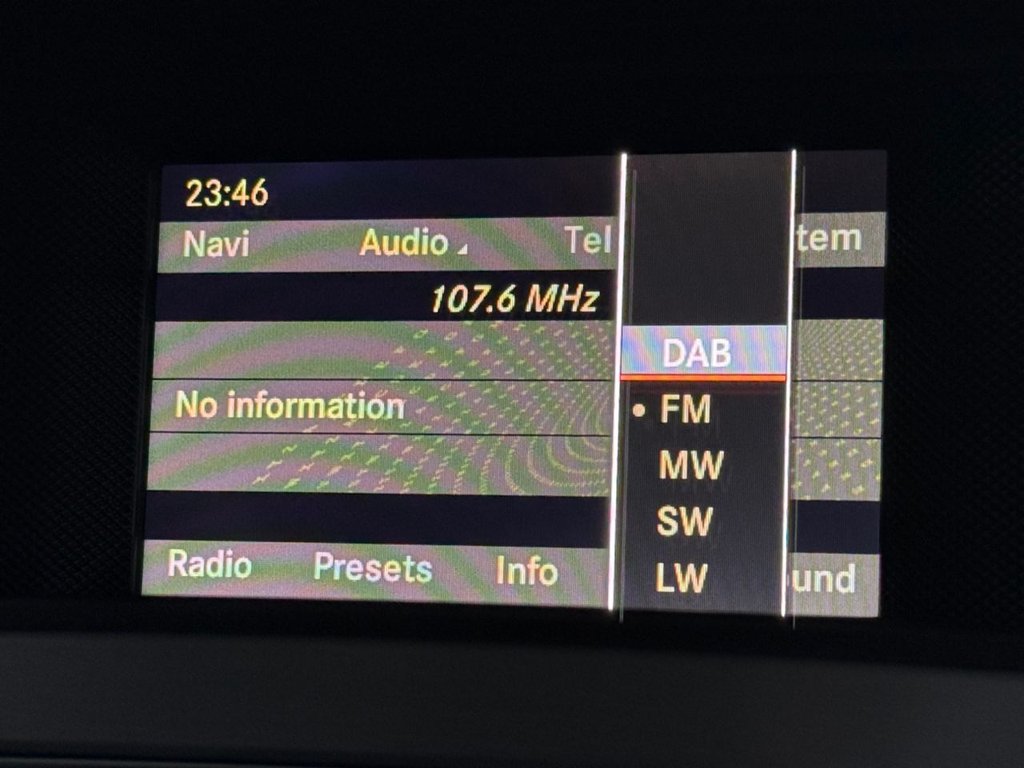 23:46
Navi Audio Tel tem
107.6 MHz
DAB
No information
• FM
MW
SW
Radio Presets Info LW und